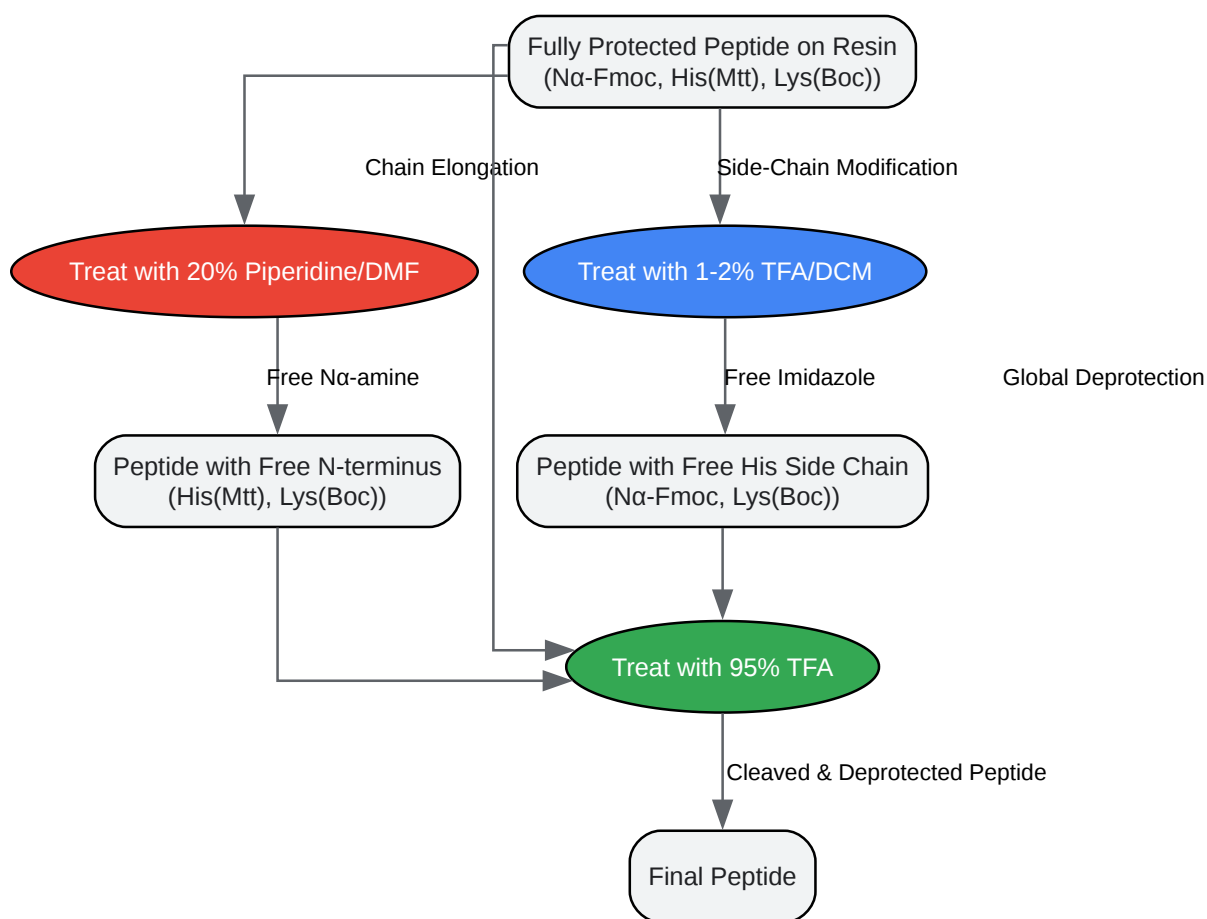 Fully Protected Peptide on Resin
(Nα-Fmoc, His(Mtt), Lys(Boc))
Chain Elongation
Side-Chain Modification
Treat with 20% Piperidine/DMF
Treat with 1-2% TFA/DCM
Free Nα-amine
Free Imidazole
Global Deprotection
Peptide with Free N-terminus
(His(Mtt), Lys(Boc))
Peptide with Free His Side Chain
(Nα-Fmoc, Lys(Boc))
Treat with 95% TFA
Cleaved & Deprotected Peptide
Final Peptide